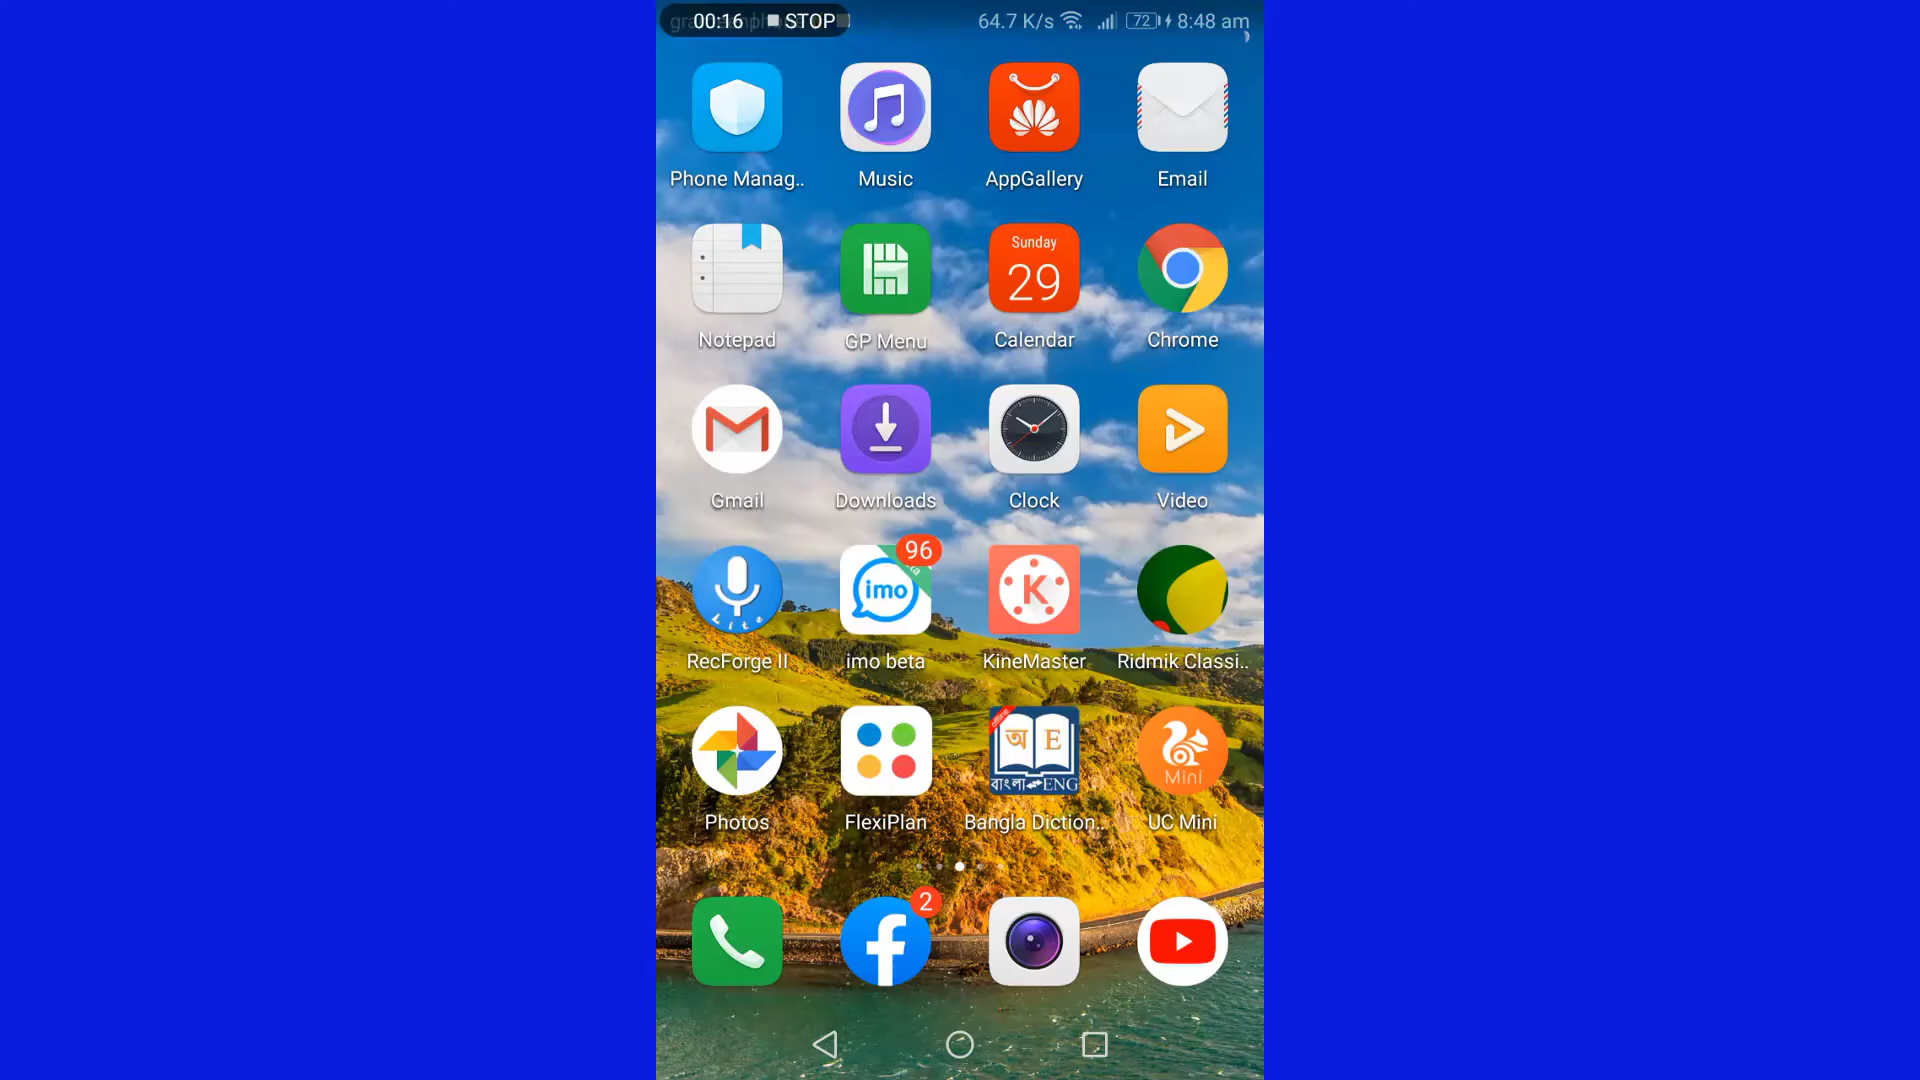 00:16 STOP 64.7 K/s 72 8:48 am
Phone Manag.. Music AppGallery Email
Sunday
29
Notepad GP Menu Calendar Chrome
Gmail Downloads Clock Video
96
Lite imo K
RecForge II imo beta KineMaster Ridmik Classi..
offline
অ E
বাংলা ENG Mini
Photos FlexiPlan Bangla Diction.. UC Mini
2